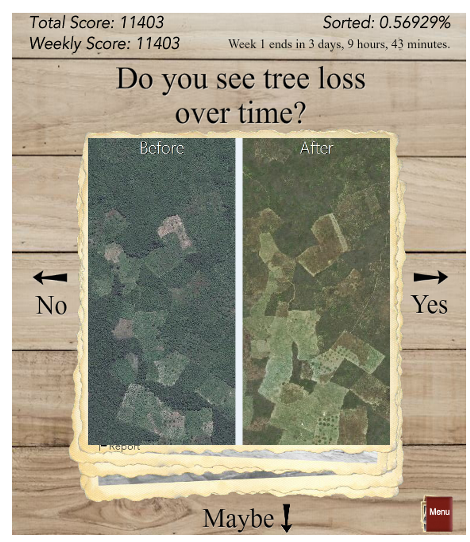 Total Score: 11403
Sorted: 0.56929%
Weekly Score: 11403
Week 1 ends in 3 days, 9 hours, 43 minutes.
Do you see tree loss
over time?
Before
After
No
Yes
Report
Maybe
Menu